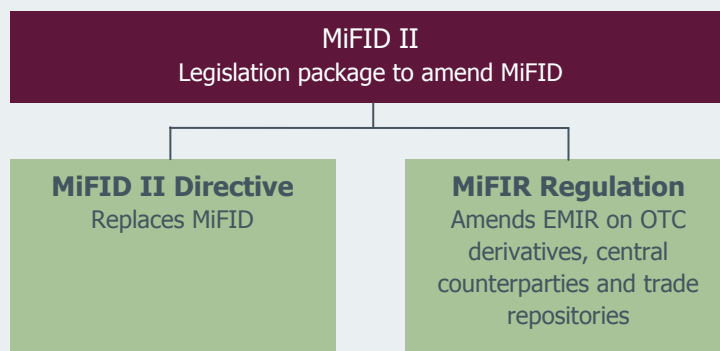 MiFID II
Legislation package to amend MiFID
MiFID II Directive
Replaces MiFID
MiFIR Regulation
Amends EMIR on OTC
derivatives, central
counterparties and trade
repositories